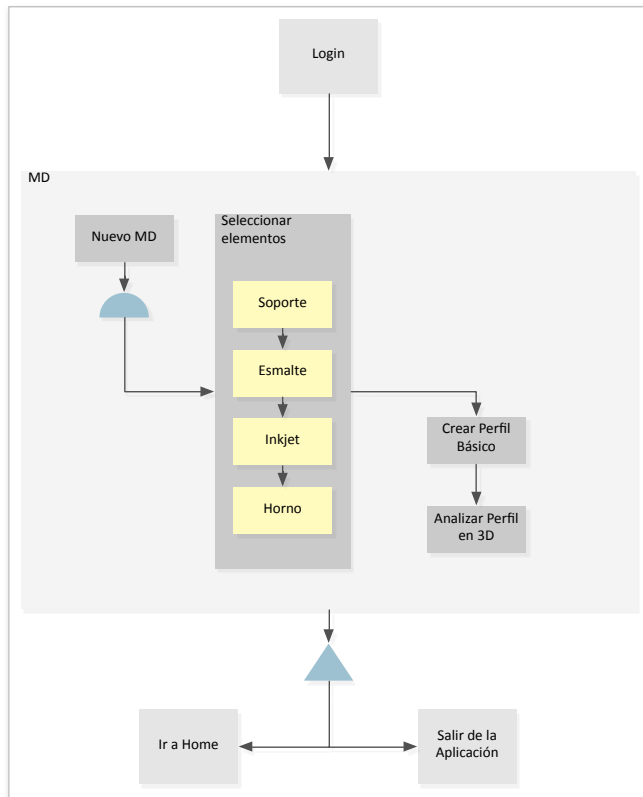 Login
MD
Nuevo MD
Seleccionar
elementos
Soporte
Esmalte
Inkjet
Horno
Crear Perfil
Básico
Analizar Perfil
en 3D
Ir a Home
Salir de la
Aplicación